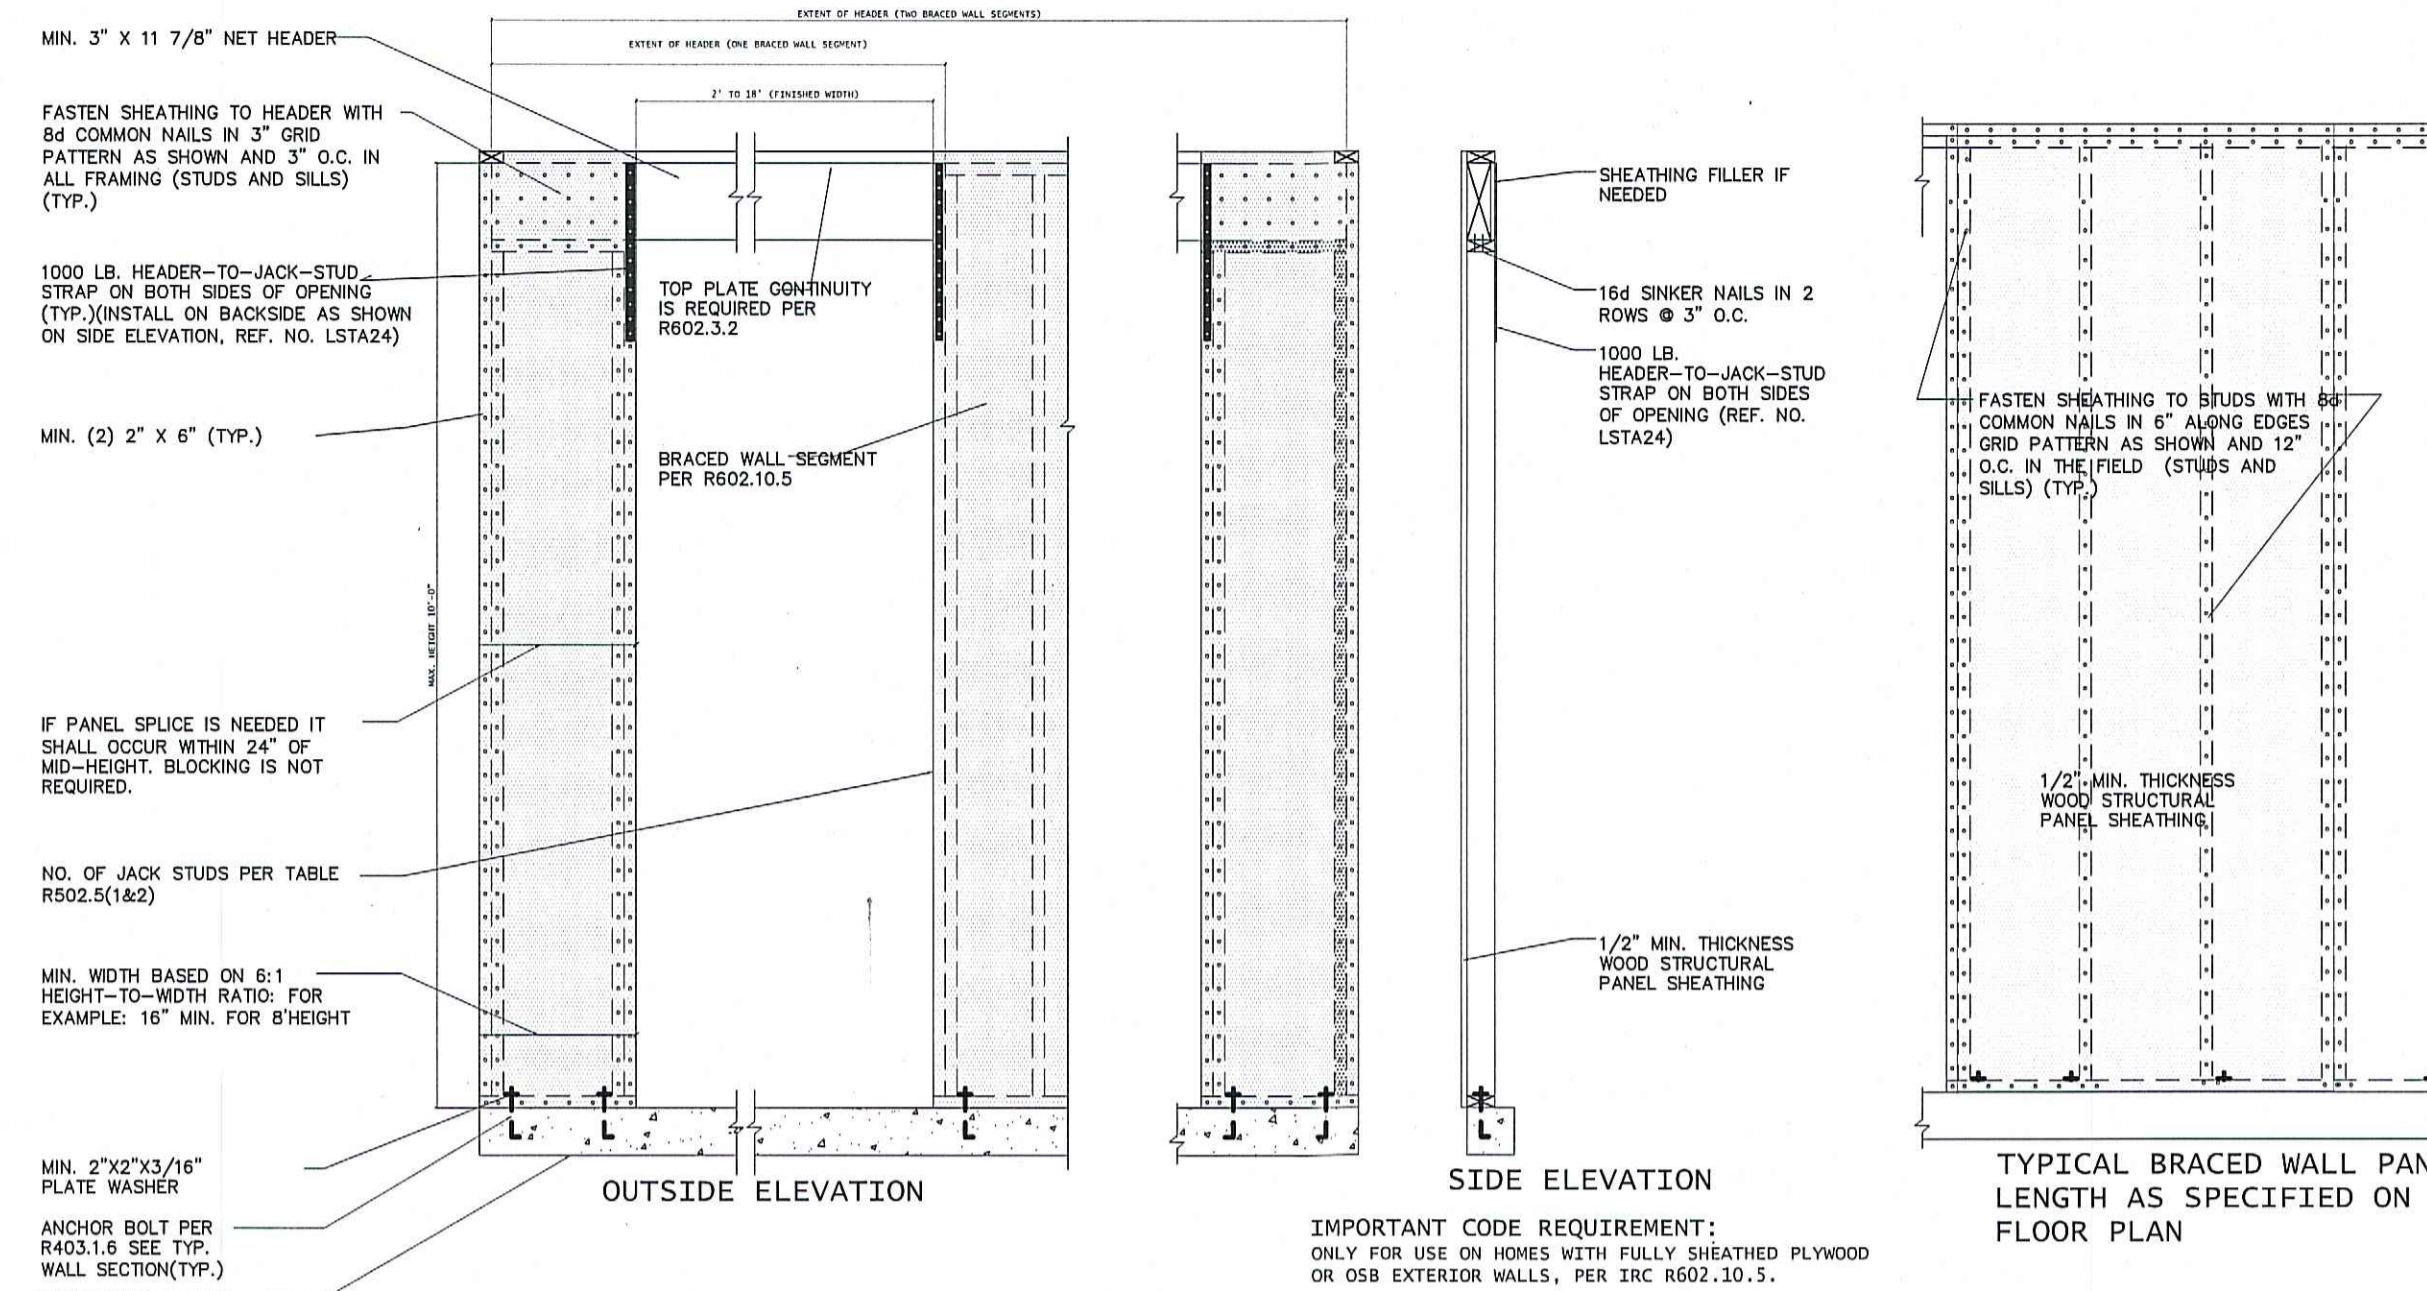 EXTENT OF HEADER (TWO BRACED WALL SEGMENTS)
EXTENT OF HEADER (ONE BRACED WALL SEGMENT)
2' TO 18' (FINISHED WIDTH)
MIN. 3" X 11 7/8" NET HEADER
FASTEN SHEATHING TO HEADER WITH
8d COMMON NAILS IN 3" GRID
PATTERN AS SHOWN AND 3" O.C. IN
ALL FRAMING (STUDS AND SILLS)
(TYP.)
1000 LB. HEADER-TO-JACK-STUD
STRAP ON BOTH SIDES OF OPENING
(TYP.)(INSTALL ON BACKSIDE AS SHOWN
ON SIDE ELEVATION, REF. NO. LSTA24)
MIN. (2) 2" X 6" (TYP.)
MAX. HEIGHT 10'-0"
IF PANEL SPLICE IS NEEDED IT
SHALL OCCUR WITHIN 24" OF
MID-HEIGHT. BLOCKING IS NOT
REQUIRED.
NO. OF JACK STUDS PER TABLE
R502.5(1&2)
MIN. WIDTH BASED ON 6:1
HEIGHT-TO-WIDTH RATIO: FOR
EXAMPLE: 16" MIN. FOR 8'HEIGHT
MIN. 2"X2"X3/16"
PLATE WASHER
ANCHOR BOLT PER
R403.1.6 SEE TYP.
WALL SECTION(TYP.)
TOP PLATE CONTINUITY
IS REQUIRED PER
R602.3.2
BRACED WALL SEGMENT
PER R602.10.5
OUTSIDE ELEVATION
SHEATHING FILLER IF
NEEDED
16d SINKER NAILS IN 2
ROWS @ 3" O.C.
1000 LB.
HEADER-TO-JACK-STUD
STRAP ON BOTH SIDES
OF OPENING (REF. NO.
LSTA24)
1/2" MIN. THICKNESS
WOOD STRUCTURAL
PANEL SHEATHING
SIDE ELEVATION
IMPORTANT CODE REQUIREMENT:
ONLY FOR USE ON HOMES WITH FULLY SHEATHED PLYWOOD
OR OSB EXTERIOR WALLS, PER IRC R602.10.5.
FASTEN SHEATHING TO STUDS WITH 8d
COMMON NAILS IN 6" ALONG EDGES
GRID PATTERN AS SHOWN AND 12"
O.C. IN THE FIELD (STUDS AND
SILLS) (TYP.)
1/2" MIN. THICKNESS
WOOD STRUCTURAL
PANEL SHEATHING
TYPICAL BRACED WALL PAN
LENGTH AS SPECIFIED ON
FLOOR PLAN